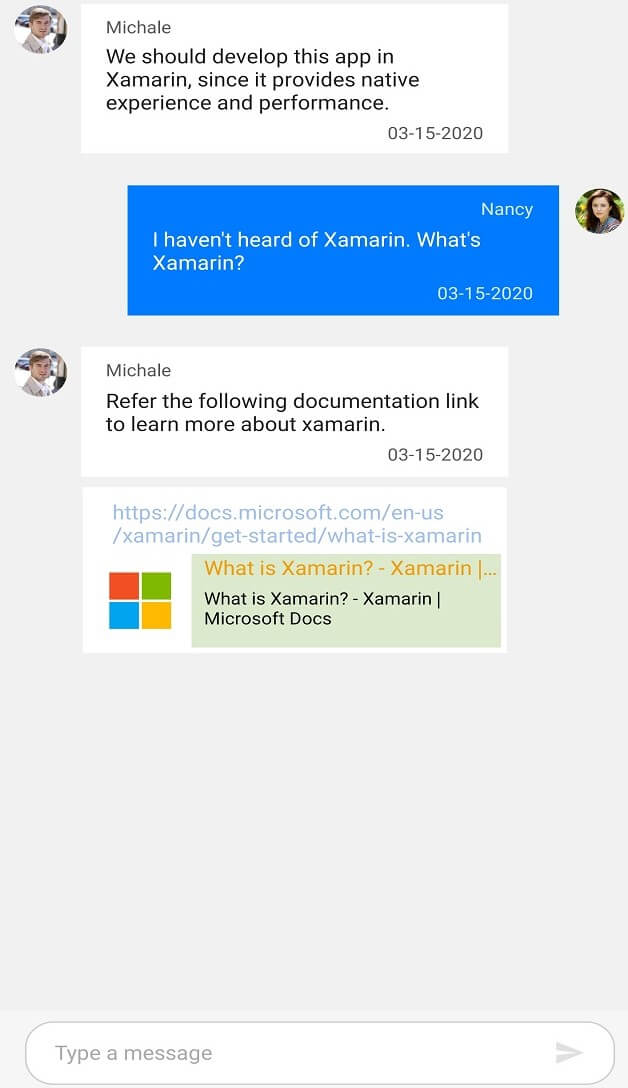 Michale
We should develop this app in
Xamarin, since it provides native
experience and performance.
03-15-2020
Nancy
I haven't heard of Xamarin. What's
Xamarin?
03-15-2020
Michale
Refer the following documentation link
to learn more about xamarin.
03-15-2020
https://docs.microsoft.com/en-us
/xamarin/get-started/what-is-xamarin
What is Xamarin? - Xamarin |...
What is Xamarin? - Xamarin |
Microsoft Docs
Type a message